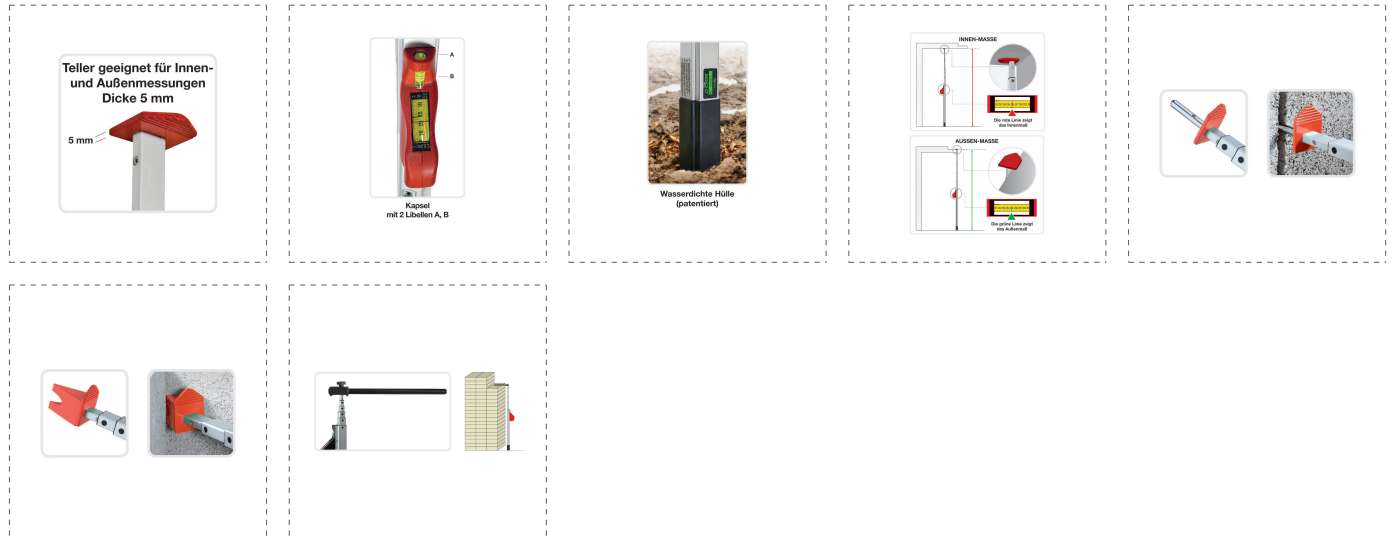 Teller geeignet für Innen-
und Außenmessungen
Dicke 5 mm
5 mm
A
B
Kapsel
mit 2 Libellen A, B
Wasserdichte Hülle
(patentiert)
INNEN-MASSE
Die rote Linie zeigt
das Innenmaß
AUSSEN-MASSE
Die grüne Linie zeigt
das Außenmaß